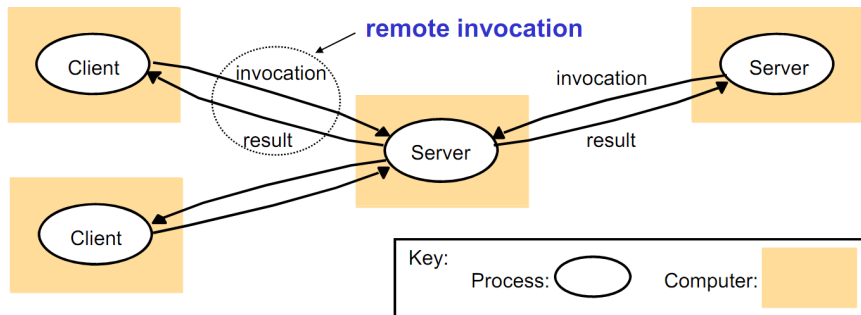 remote invocation
Client
invocation
result
Server
invocation
result
Server
Client
Key:
Process:
Computer: